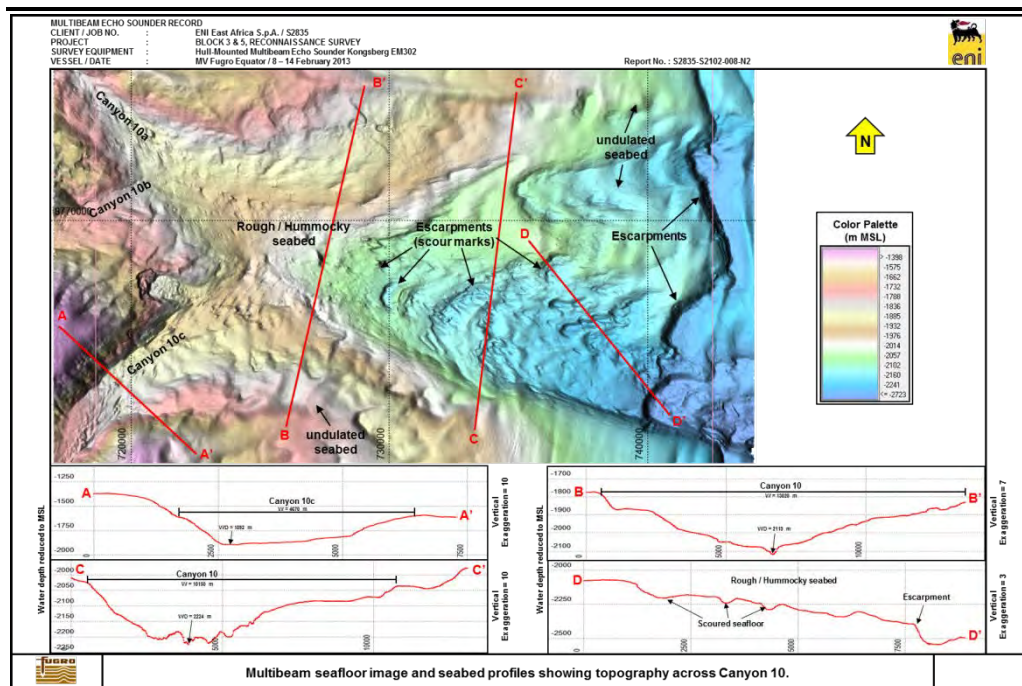 MULTIBEAM ECHO SOUNDER RECORD
CLIENT / JOB NO. : ENI East Africa S.p.A. / S2835
PROJECT : BLOCK 3 & 5, RECONNAISSANCE SURVEY
SURVEY EQUIPMENT : Hull-Mounted Multibeam Echo Sounder Kongsberg EM302
VESSEL / DATE : MV Fugro Equator / 8 – 14 February 2013
Report No. : S2835-S2102-008-N2
eni
Canyon 10a
B'
C'
undulated
seabed
N
Canyon 10b
8770000
Rough / Hummocky
seabed
Escarpments
(scour marks)
D
Escarpments
A
Canyon 10c
B
undulated
seabed
C
D'
A'
720000
730000
740000
Color Palette
(m MSL)
> -1398
-1575
-1662
-1732
-1788
-1836
-1885
-1932
-1976
-2014
-2057
-2102
-2160
-2241
<= -2723
Water depth reduced to MSL
-1250
-1500
-1750
-2000
A
Canyon 10c
A'
2500
5000
7500
Vertical
Exaggeration = 10
-2000
-2050
-2100
-2150
-2200
-2250
C
Canyon 10
C'
5000
10000
Vertical
Exaggeration = 10
Water depth reduced to MSL
-1700
-1800
-1900
-2000
-2100
B
Canyon 10
B'
5000
10000
Vertical
Exaggeration = 7
-2000
-2250
-2500
D
Rough / Hummocky seabed
Scoured seafloor
Escarpment
D'
2500
5000
7500
Vertical
Exaggeration = 3
FUGRO
Multibeam seafloor image and seabed profiles showing topography across Canyon 10.